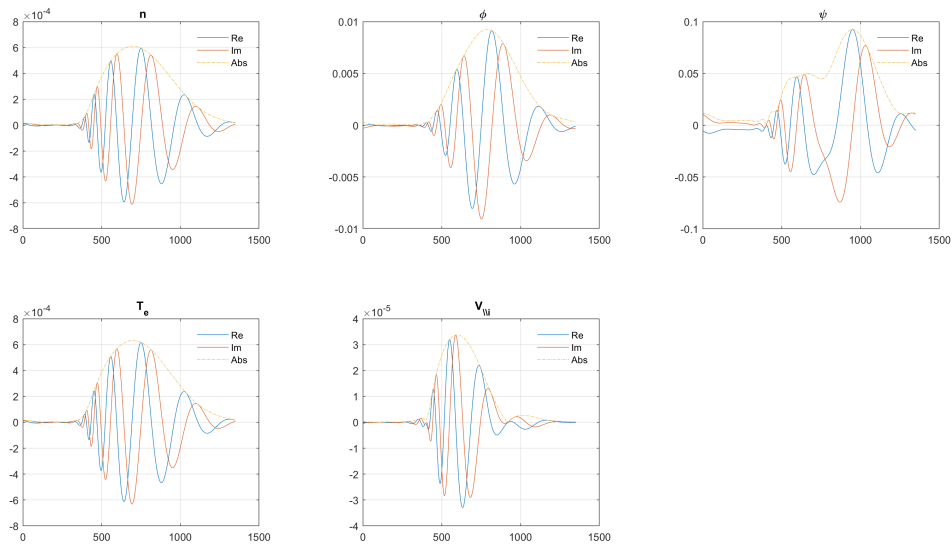 ×10⁻⁴ n
8
6
4
2
0
-2
-4
-6
-8
0 500 1000 1500
Re
Im
Abs
ϕ
0.01
0.005
0
-0.005
-0.01
0 500 1000 1500
Re
Im
Abs
ψ
0.1
0.05
0
-0.05
-0.1
0 500 1000 1500
Re
Im
Abs
×10⁻⁴ Tₑ
8
6
4
2
0
-2
-4
-6
-8
0 500 1000 1500
Re
Im
Abs
×10⁻⁵ V\\i
4
3
2
1
0
-1
-2
-3
-4
0 500 1000 1500
Re
Im
Abs